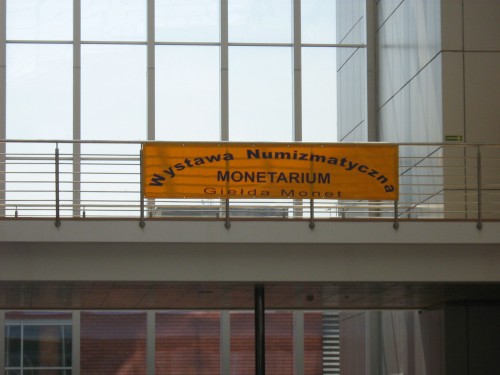 Wystawa Numizmatyczna
MONETARIUM
Giełda Monet